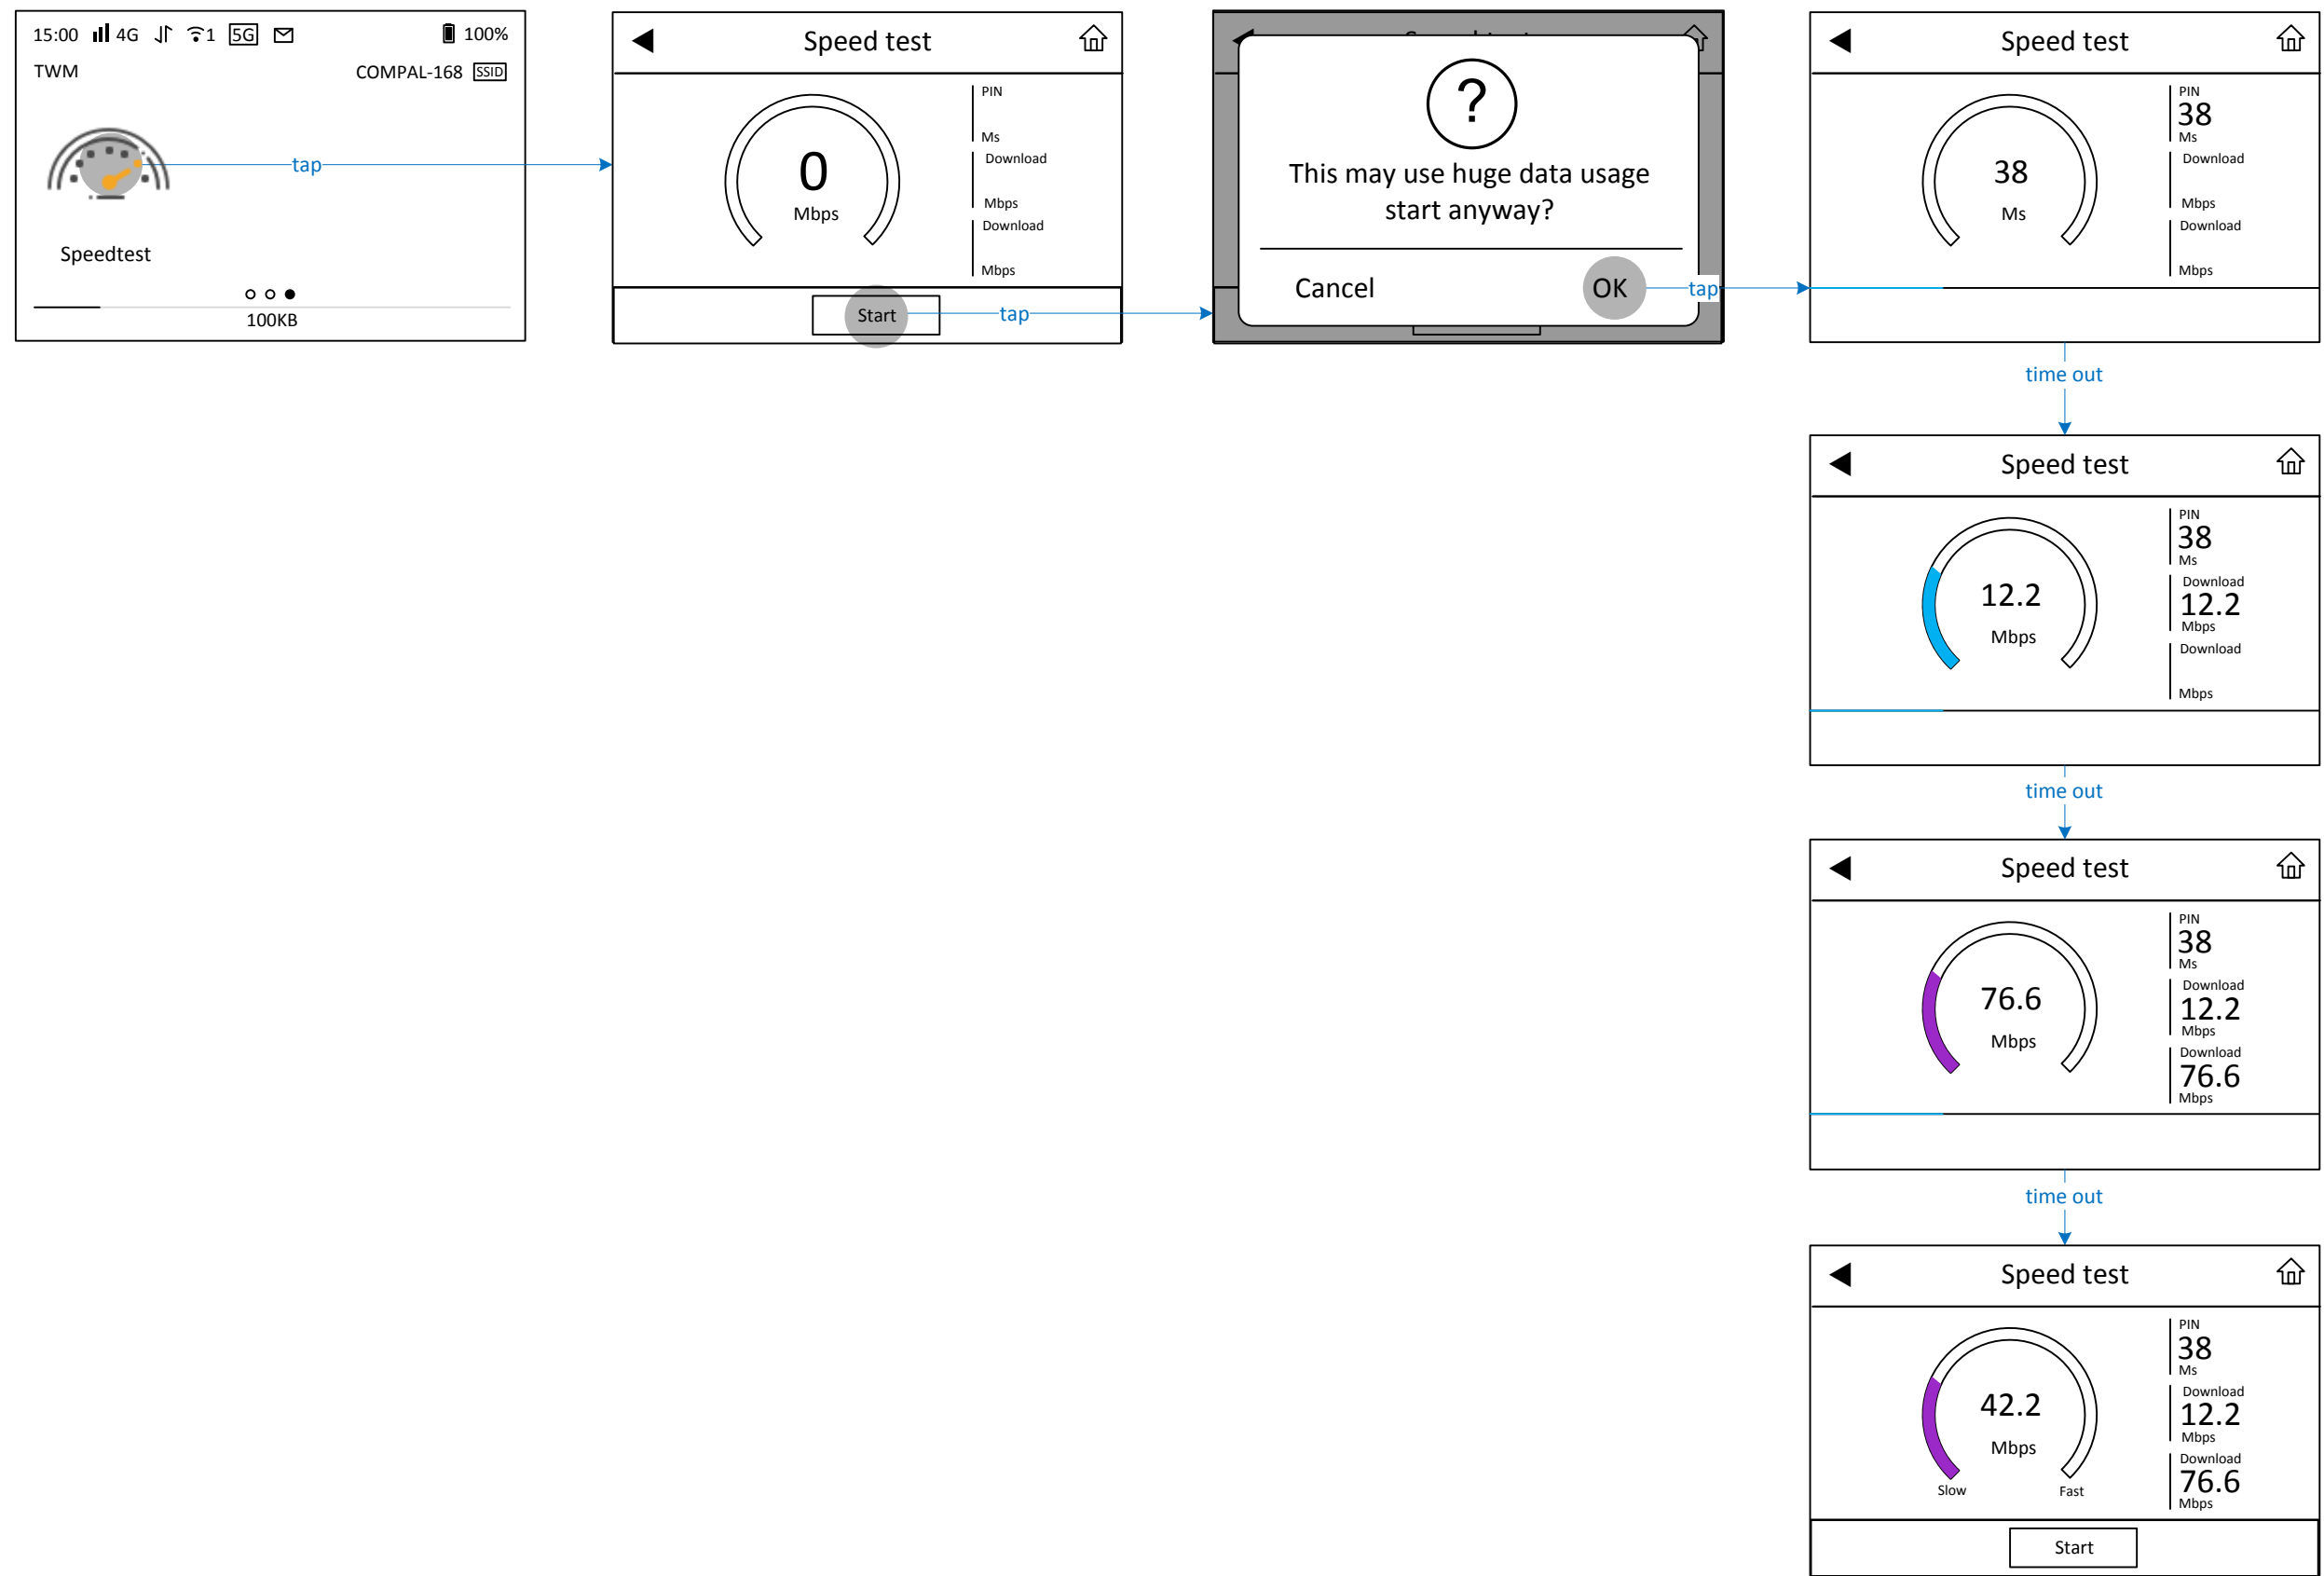 15:00 4G 1 5G 100%
TWM COMPAL-168 SSID
Speedtest
100KB
tap
Speed test
0
Mbps
PIN
Ms
Download
Mbps
Download
Mbps
Start
tap
?
This may use huge data usage
start anyway?
Cancel OK
tap
Speed test
38
Ms
PIN
38
Ms
Download
Mbps
Download
Mbps
time out
Speed test
12.2
Mbps
PIN
38
Ms
Download
12.2
Mbps
Download
Mbps
time out
Speed test
76.6
Mbps
PIN
38
Ms
Download
12.2
Mbps
Download
76.6
Mbps
time out
Speed test
42.2
Mbps
Slow Fast
PIN
38
Ms
Download
12.2
Mbps
Download
76.6
Mbps
Start